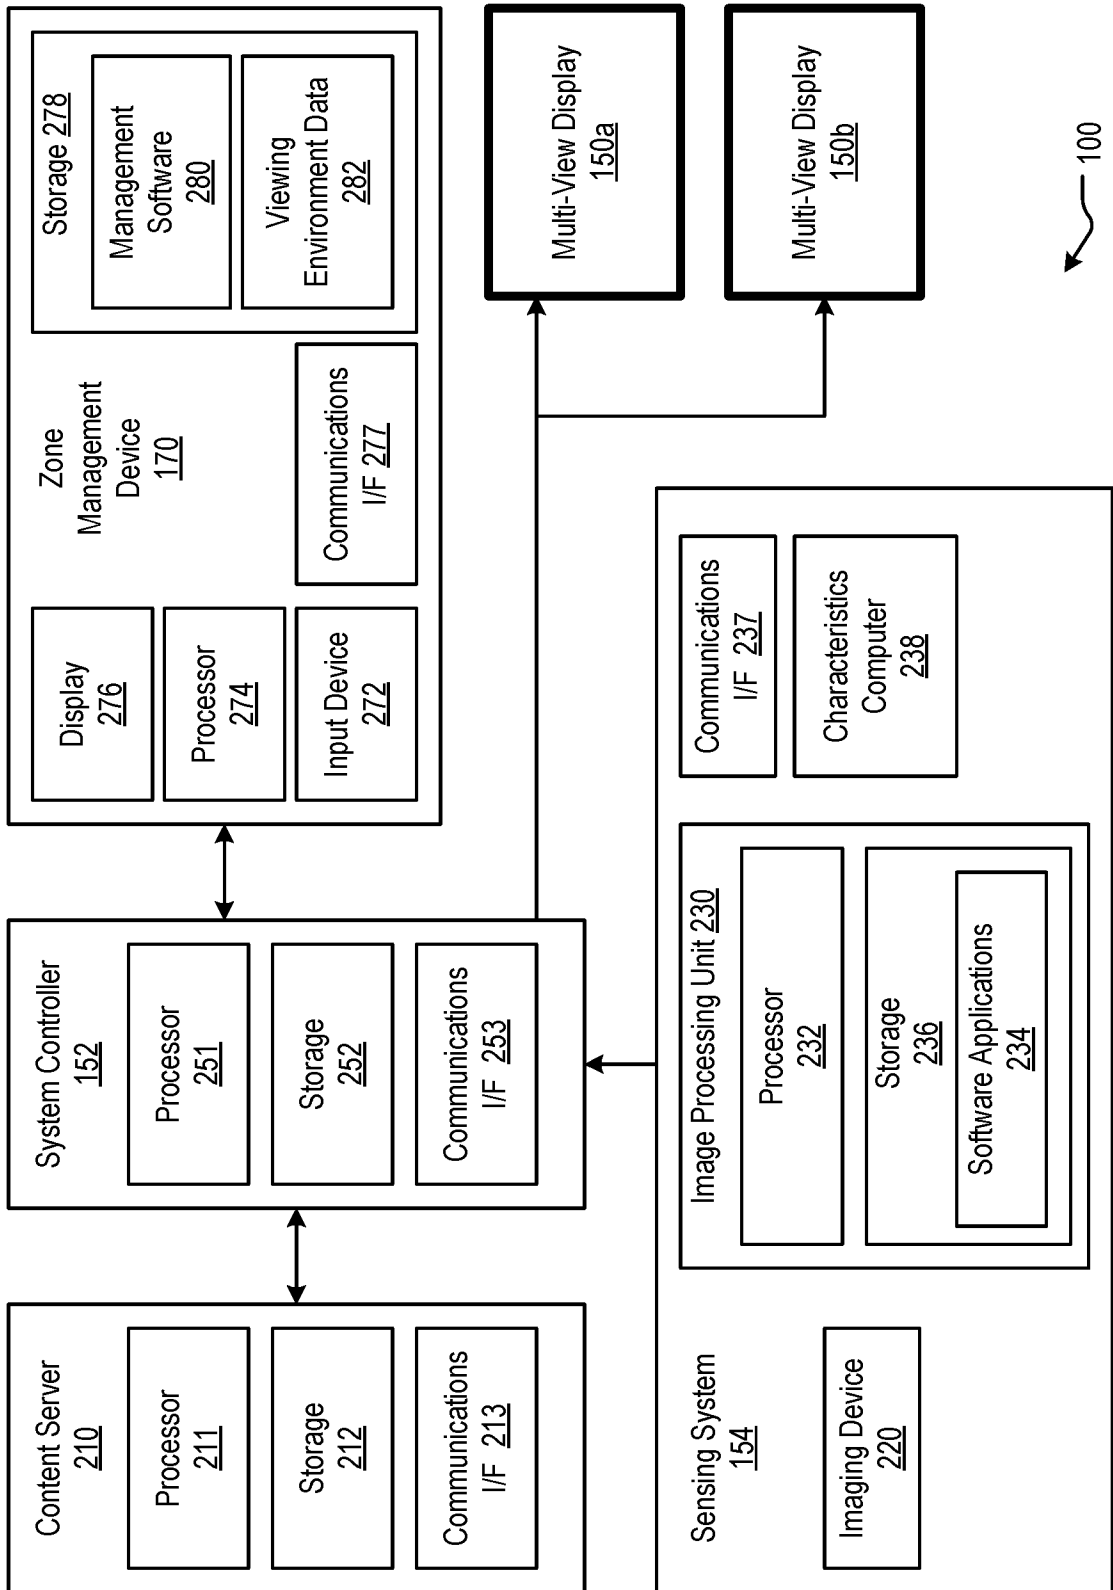 Content Server
210
Processor
211
Storage
212
Communications
I/F 213
System Controller
152
Processor
251
Storage
252
Communications
I/F 253
Zone
Management
Device
170
Display
276
Processor
274
Input Device
272
Communications
I/F 277
Storage 278
Management
Software
280
Viewing
Environment Data
282
Sensing System
154
Imaging Device
220
Image Processing Unit 230
Processor
232
Storage
236
Software Applications
234
Communications
I/F 237
Characteristics
Computer
238
Multi-View Display
150a
Multi-View Display
150b
100